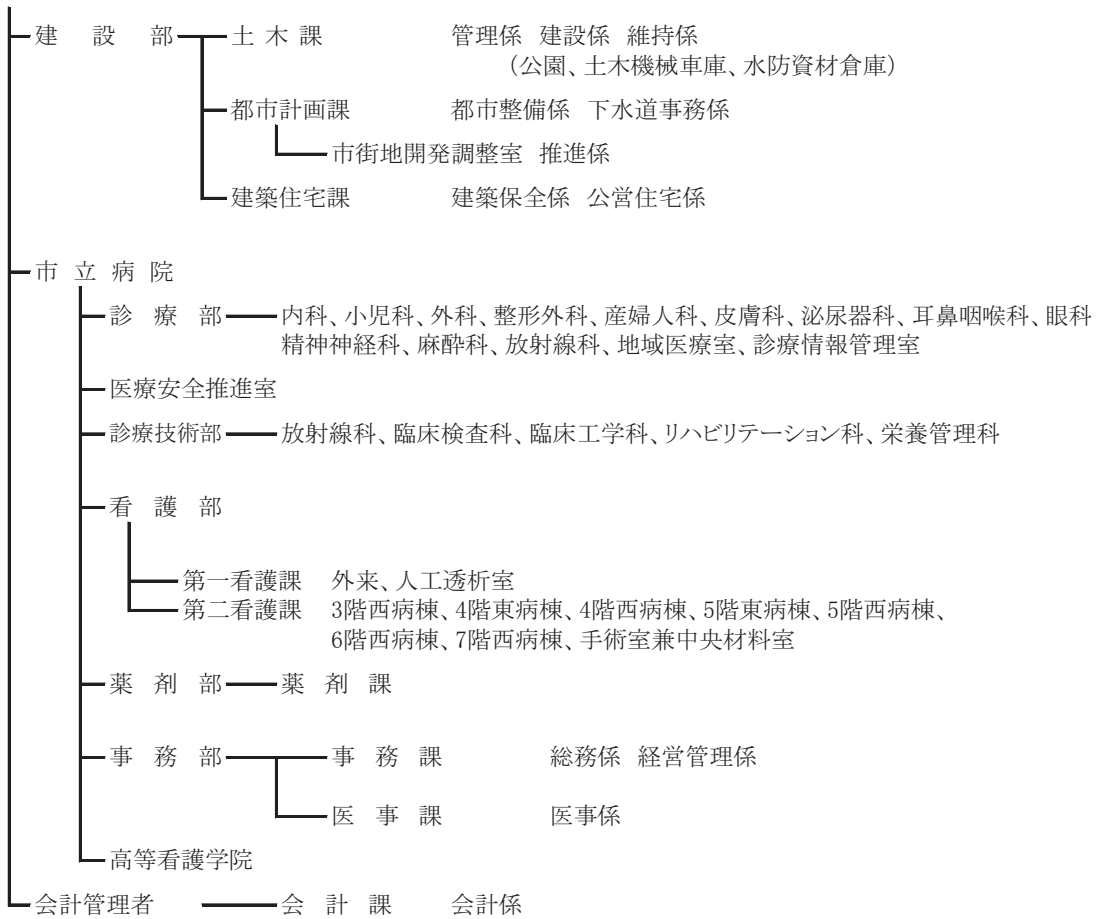 建設部 土木課 管理係 建設係 維持係
（公園、土木機械車庫、水防資材倉庫）
都市計画課 都市整備係 下水道事務係
市街地開発調整室 推進係
建築住宅課 建築保全係 公営住宅係
市立病院
診療部 内科、小児科、外科、整形外科、産婦人科、皮膚科、泌尿器科、耳鼻咽喉科、眼科
精神神経科、麻酔科、放射線科、地域医療室、診療情報管理室
医療安全推進室
診療技術部 放射線科、臨床検査科、臨床工学科、リハビリテーション科、栄養管理科
看護部
第一看護課 外来、人工透析室
第二看護課 3階西病棟、4階東病棟、4階西病棟、5階東病棟、5階西病棟、
6階西病棟、7階西病棟、手術室兼中央材料室
薬剤部 薬剤課
事務部 事務課 総務係 経営管理係
医事課 医事係
高等看護学院
会計管理者 会計課 会計係